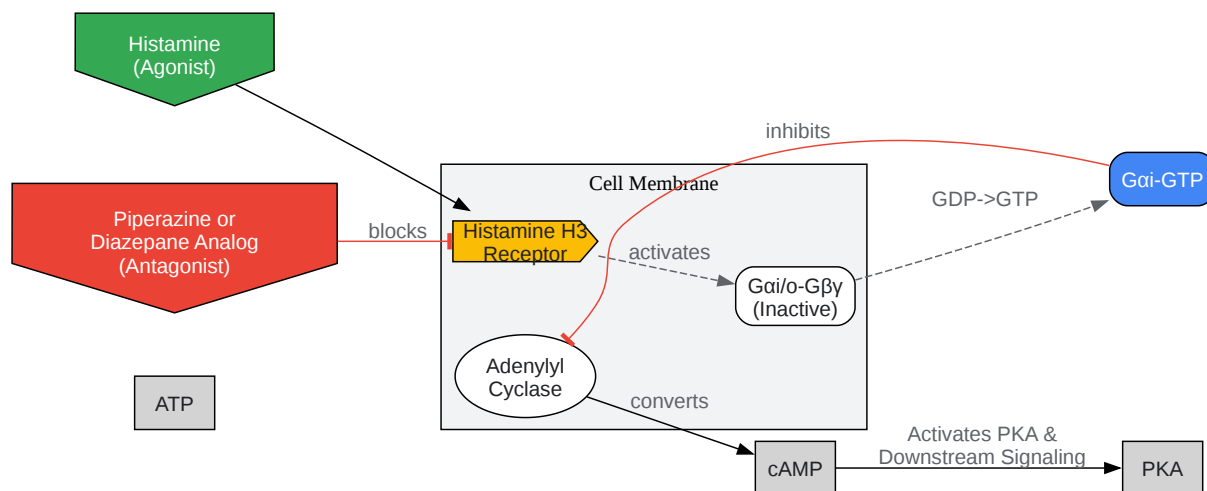 Histamine
(Agonist)
inhibits
Cell Membrane
Gαi-GTP
GDP->GTP
Piperazine or
Diazepane Analog
(Antagonist)
blocks
Histamine H3
Receptor
activates
Gαi/o-Gβγ
(Inactive)
Adenylyl
Cyclase
ATP
converts
cAMP
Activates PKA &
Downstream Signaling
PKA